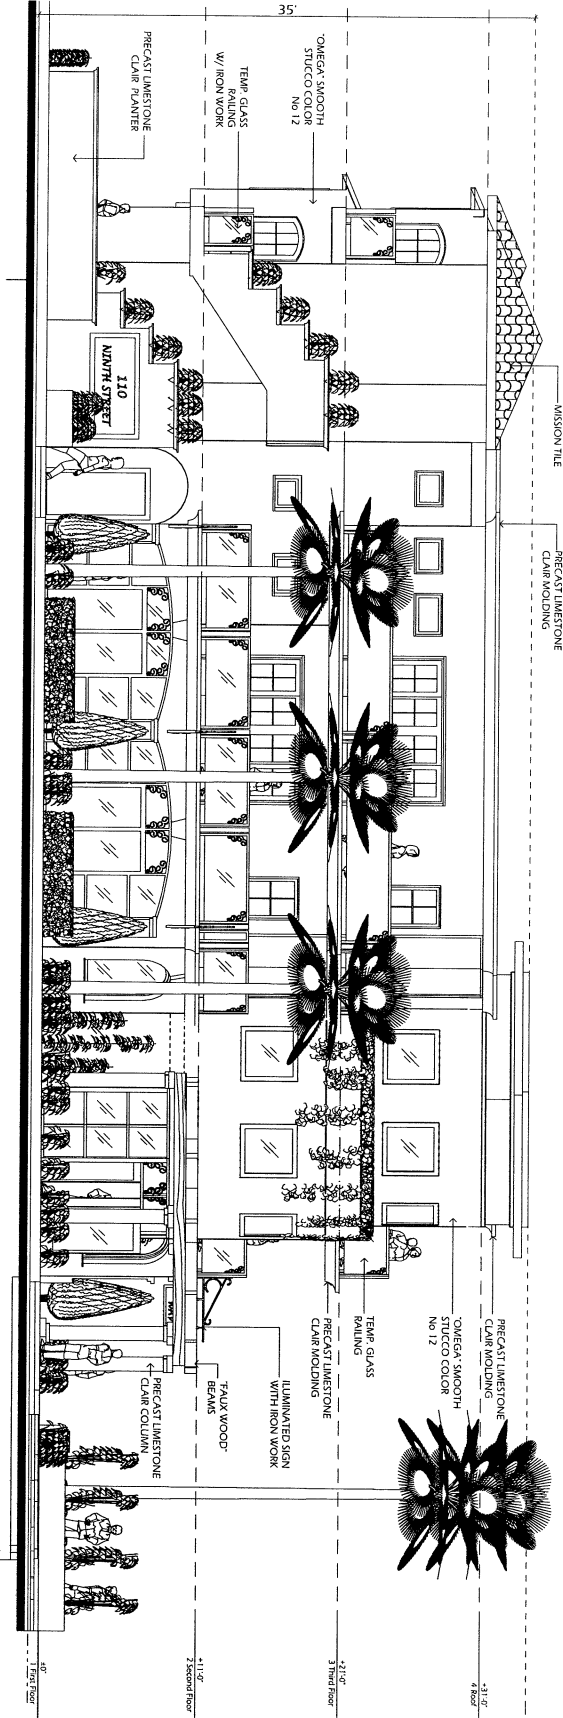 35'
PRECAST LIMESTONE
CLAIR PLANTER
TEMP. GLASS
RAILING
W/ IRON WORK
"OMEGA" SMOOTH
STUCCO COLOR
No 12
MISSION TILE
PRECAST LIMESTONE
CLAIR MOLDING
110
NINTH STREET
PRECAST LIMESTONE
CLAIR MOLDING
"OMEGA" SMOOTH
STUCCO COLOR
No 12
TEMP. GLASS
RAILING
PRECAST LIMESTONE
CLAIR MOLDING
ILUMINATED SIGN
WITH IRON WORK
"FAUX WOOD"
BEAMS
PRECAST LIMESTONE
CLAIR COLUMN
+31'-0"
4 Roof
+21'-0"
3 Third Floor
+11'-0"
2 Second Floor
±0'
1 First Floor